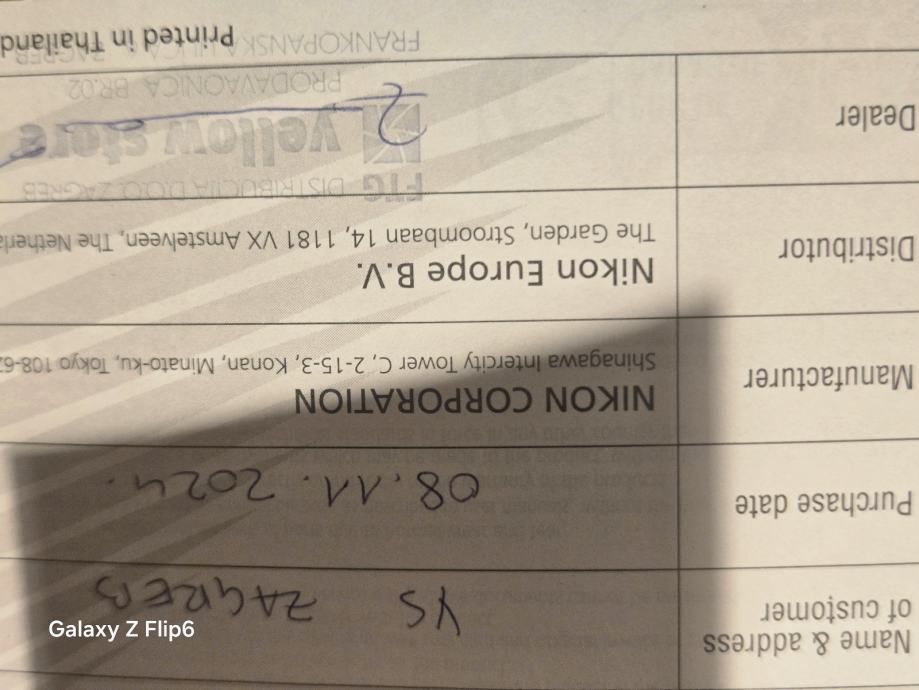 Name & address
of customer
YS ZAGREB
Purchase date
08.11.2024.
Manufacturer
NIKON CORPORATION
Shinagawa Intercity Tower C, 2-15-3, Konan, Minato-ku, Tokyo 108-62
Distributor
Nikon Europe B.V.
The Garden, Stroombaan 14, 1181 VX Amstelveen, The Netherla
Dealer
FTG DISTRIBUCIJA D.O.O. ZAGREB
yellow store
PRODAVAONICA BR.02
FRANKOPANSKA
Printed in Thailand
Galaxy Z Flip6